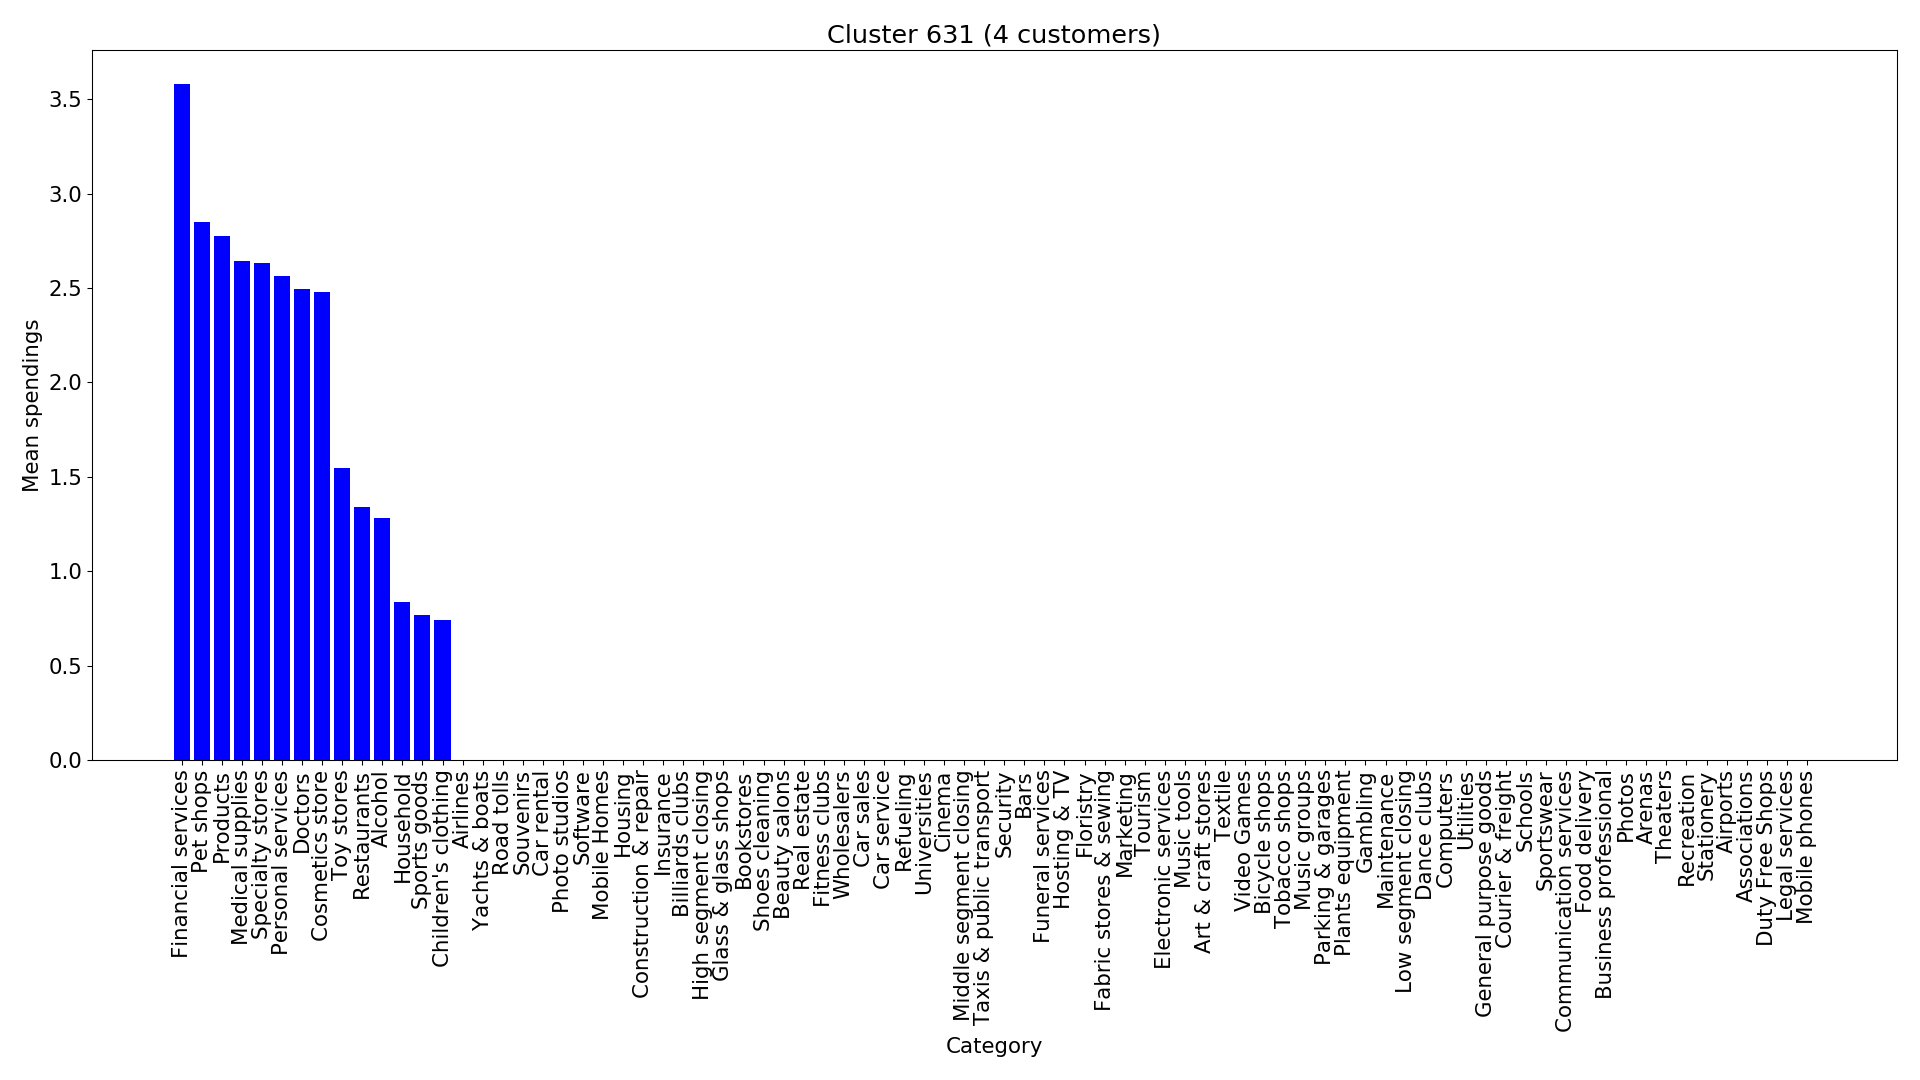 Cluster 631 (4 customers)
Mean spendings
3.5
3.0
2.5
2.0
1.5
1.0
0.5
0.0
Financial services
Pet shops
Products
Medical supplies
Specialty stores
Personal services
Doctors
Cosmetics store
Toy stores
Restaurants
Alcohol
Household
Sports goods
Children's clothing
Airlines
Yachts & boats
Road tolls
Souvenirs
Car rental
Photo studios
Software
Mobile Homes
Housing
Construction & repair
Insurance
Billiards clubs
High segment closing
Glass & glass shops
Bookstores
Shoes cleaning
Beauty salons
Real estate
Fitness clubs
Wholesalers
Car sales
Car service
Refueling
Universities
Cinema
Middle segment closing
Taxis & public transport
Security
Bars
Funeral services
Hosting & TV
Floristry
Fabric stores & sewing
Marketing
Tourism
Electronic services
Music tools
Art & craft stores
Textile
Video Games
Bicycle shops
Tobacco shops
Music groups
Parking & garages
Plants equipment
Gambling
Maintenance
Low segment closing
Dance clubs
Computers
Utilities
General purpose goods
Courier & freight
Schools
Sportswear
Communication services
Food delivery
Business professional
Photos
Arenas
Theaters
Recreation
Stationery
Airports
Associations
Duty Free Shops
Legal services
Mobile phones
Category